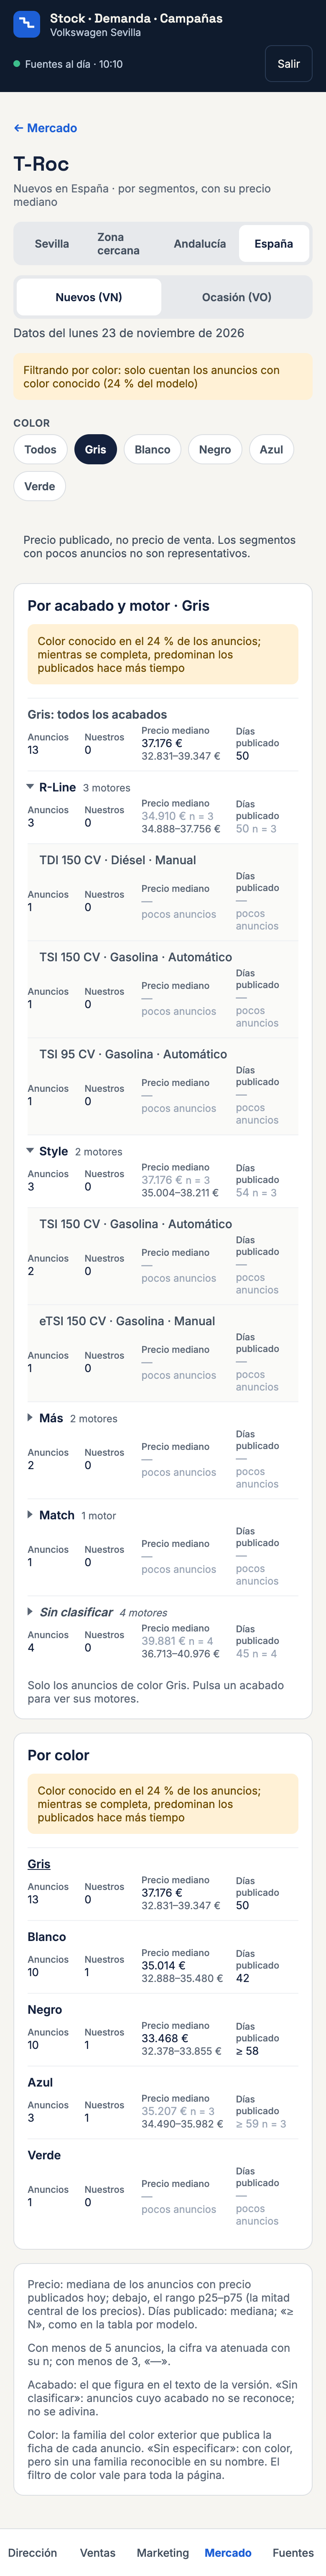 Stock · Demanda · Campañas
Volkswagen Sevilla
Fuentes al día · 10:10
Salir
← Mercado
T-Roc
Nuevos en España · por segmentos, con su precio
mediano
Sevilla
Zona
cercana
Andalucía
España
Nuevos (VN)
Ocasión (VO)
Datos del lunes 23 de noviembre de 2026
Filtrando por color: solo cuentan los anuncios con
color conocido (24 % del modelo)
COLOR
Todos
Gris
Blanco
Negro
Azul
Verde
Precio publicado, no precio de venta. Los segmentos
con pocos anuncios no son representativos.
Por acabado y motor · Gris
Color conocido en el 24 % de los anuncios;
mientras se completa, predominan los
publicados hace más tiempo
Gris: todos los acabados
Anuncios
13
Nuestros
0
Precio mediano
37.176 €
32.831–39.347 €
Días
publicado
50
R-Line 3 motores
Anuncios
3
Nuestros
0
Precio mediano
34.910 € n = 3
34.888–37.756 €
Días
publicado
50 n = 3
TDI 150 CV · Diésel · Manual
Anuncios
1
Nuestros
0
Precio mediano
—
pocos anuncios
Días
publicado
—
pocos
anuncios
TSI 150 CV · Gasolina · Automático
Anuncios
1
Nuestros
0
Precio mediano
—
pocos anuncios
Días
publicado
—
pocos
anuncios
TSI 95 CV · Gasolina · Automático
Anuncios
1
Nuestros
0
Precio mediano
—
pocos anuncios
Días
publicado
—
pocos
anuncios
Style 2 motores
Anuncios
3
Nuestros
0
Precio mediano
37.176 € n = 3
35.004–38.211 €
Días
publicado
54 n = 3
TSI 150 CV · Gasolina · Automático
Anuncios
2
Nuestros
0
Precio mediano
—
pocos anuncios
Días
publicado
—
pocos
anuncios
eTSI 150 CV · Gasolina · Manual
Anuncios
1
Nuestros
0
Precio mediano
—
pocos anuncios
Días
publicado
—
pocos
anuncios
Más 2 motores
Anuncios
2
Nuestros
0
Precio mediano
—
pocos anuncios
Días
publicado
—
pocos
anuncios
Match 1 motor
Anuncios
1
Nuestros
0
Precio mediano
—
pocos anuncios
Días
publicado
—
pocos
anuncios
Sin clasificar 4 motores
Anuncios
4
Nuestros
0
Precio mediano
39.881 € n = 4
36.713–40.976 €
Días
publicado
45 n = 4
Solo los anuncios de color Gris. Pulsa un acabado
para ver sus motores.
Por color
Color conocido en el 24 % de los anuncios;
mientras se completa, predominan los
publicados hace más tiempo
Gris
Anuncios
13
Nuestros
0
Precio mediano
37.176 €
32.831–39.347 €
Días
publicado
50
Blanco
Anuncios
10
Nuestros
1
Precio mediano
35.014 €
32.888–35.480 €
Días
publicado
42
Negro
Anuncios
10
Nuestros
1
Precio mediano
33.468 €
32.378–33.855 €
Días
publicado
≥ 58
Azul
Anuncios
3
Nuestros
1
Precio mediano
35.207 € n = 3
34.490–35.982 €
Días
publicado
≥ 59 n = 3
Verde
Anuncios
1
Nuestros
0
Precio mediano
—
pocos anuncios
Días
publicado
—
pocos
anuncios
Precio: mediana de los anuncios con precio
publicados hoy; debajo, el rango p25–p75 (la mitad
central de los precios). Días publicado: mediana; «≥
N», como en la tabla por modelo.
Con menos de 5 anuncios, la cifra va atenuada con
su n; con menos de 3, «—».
Acabado: el que figura en el texto de la versión. «Sin
clasificar»: anuncios cuyo acabado no se reconoce;
no se adivina.
Color: la familia del color exterior que publica la
ficha de cada anuncio. «Sin especificar»: con color,
pero sin una familia reconocible en su nombre. El
filtro de color vale para toda la página.
Dirección
Ventas
Marketing
Mercado
Fuentes